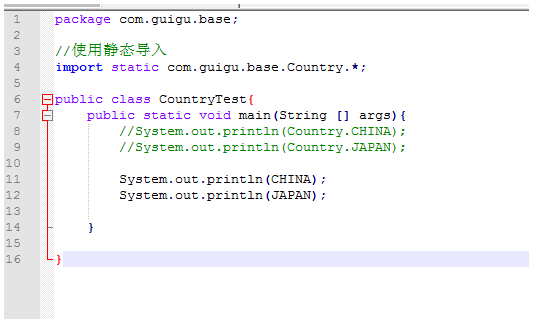 1 package com.guigu.base;
2
3 //使用静态导入
4 import static com.guigu.base.Country.*;
5
6 public class CountryTest{
7 public static void main(String [] args){
8 //System.out.println(Country.CHINA);
9 //System.out.println(Country.JAPAN);
10
11 System.out.println(CHINA);
12 System.out.println(JAPAN);
13
14 }
15
16 }